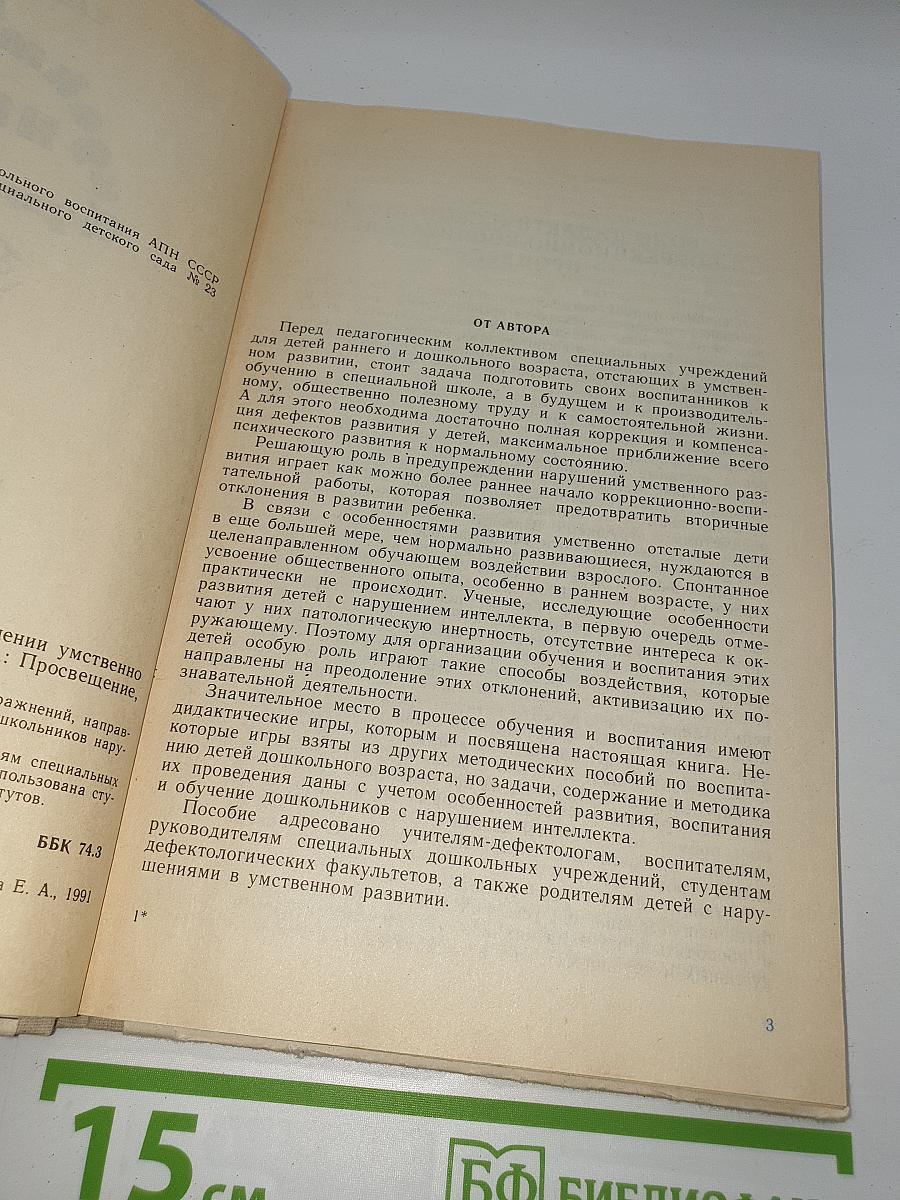 ольного воспитания АПН СССР
циального детского сада № 23
нении умственно
.: Просвещение,
ражнений, направ-
школьников нару-
ям специальных
пользована сту-
тутов.
ББК 74.3
а Е. А., 1991
ОТ АВТОРА
Перед педагогическим коллективом специальных учреждений
для детей раннего и дошкольного возраста, отстающих в умствен-
ном развитии, стоит задача подготовить своих воспитанников к
обучению в специальной школе, а в будущем и к производитель-
ному, общественно полезному труду и к самостоятельной жизни.
А для этого необходима достаточно полная коррекция и компенса-
ция дефектов развития у детей, максимальное приближение всего
психического развития к нормальному состоянию.
Решающую роль в предупреждении нарушений умственного раз-
вития играет как можно более раннее начало коррекционно-воспи-
тательной работы, которая позволяет предотвратить вторичные
отклонения в развитии ребенка.
В связи с особенностями развития умственно отсталые дети
в еще большей мере, чем нормально развивающиеся, нуждаются в
целенаправленном обучающем воздействии взрослого. Спонтанное
усвоение общественного опыта, особенно в раннем возрасте, у них
практически не происходит. Ученые, исследующие особенности
развития детей с нарушением интеллекта, в первую очередь отме-
чают у них патологическую инертность, отсутствие интереса к ок-
ружающему. Поэтому для организации обучения и воспитания этих
детей особую роль играют такие способы воздействия, которые
направлены на преодоление этих отклонений, активизацию их по-
знавательной деятельности.
Значительное место в процессе обучения и воспитания имеют
дидактические игры, которым и посвящена настоящая книга. Не-
которые игры взяты из других методических пособий по воспита-
нию детей дошкольного возраста, но задачи, содержание и методика
их проведения даны с учетом особенностей развития, воспитания
и обучение дошкольников с нарушением интеллекта.
Пособие адресовано учителям-дефектологам, воспитателям,
руководителям специальных дошкольных учреждений, студентам
дефектологических факультетов, а также родителям детей с нару-
шениями в умственном развитии.
1*
3
15 см
БФ